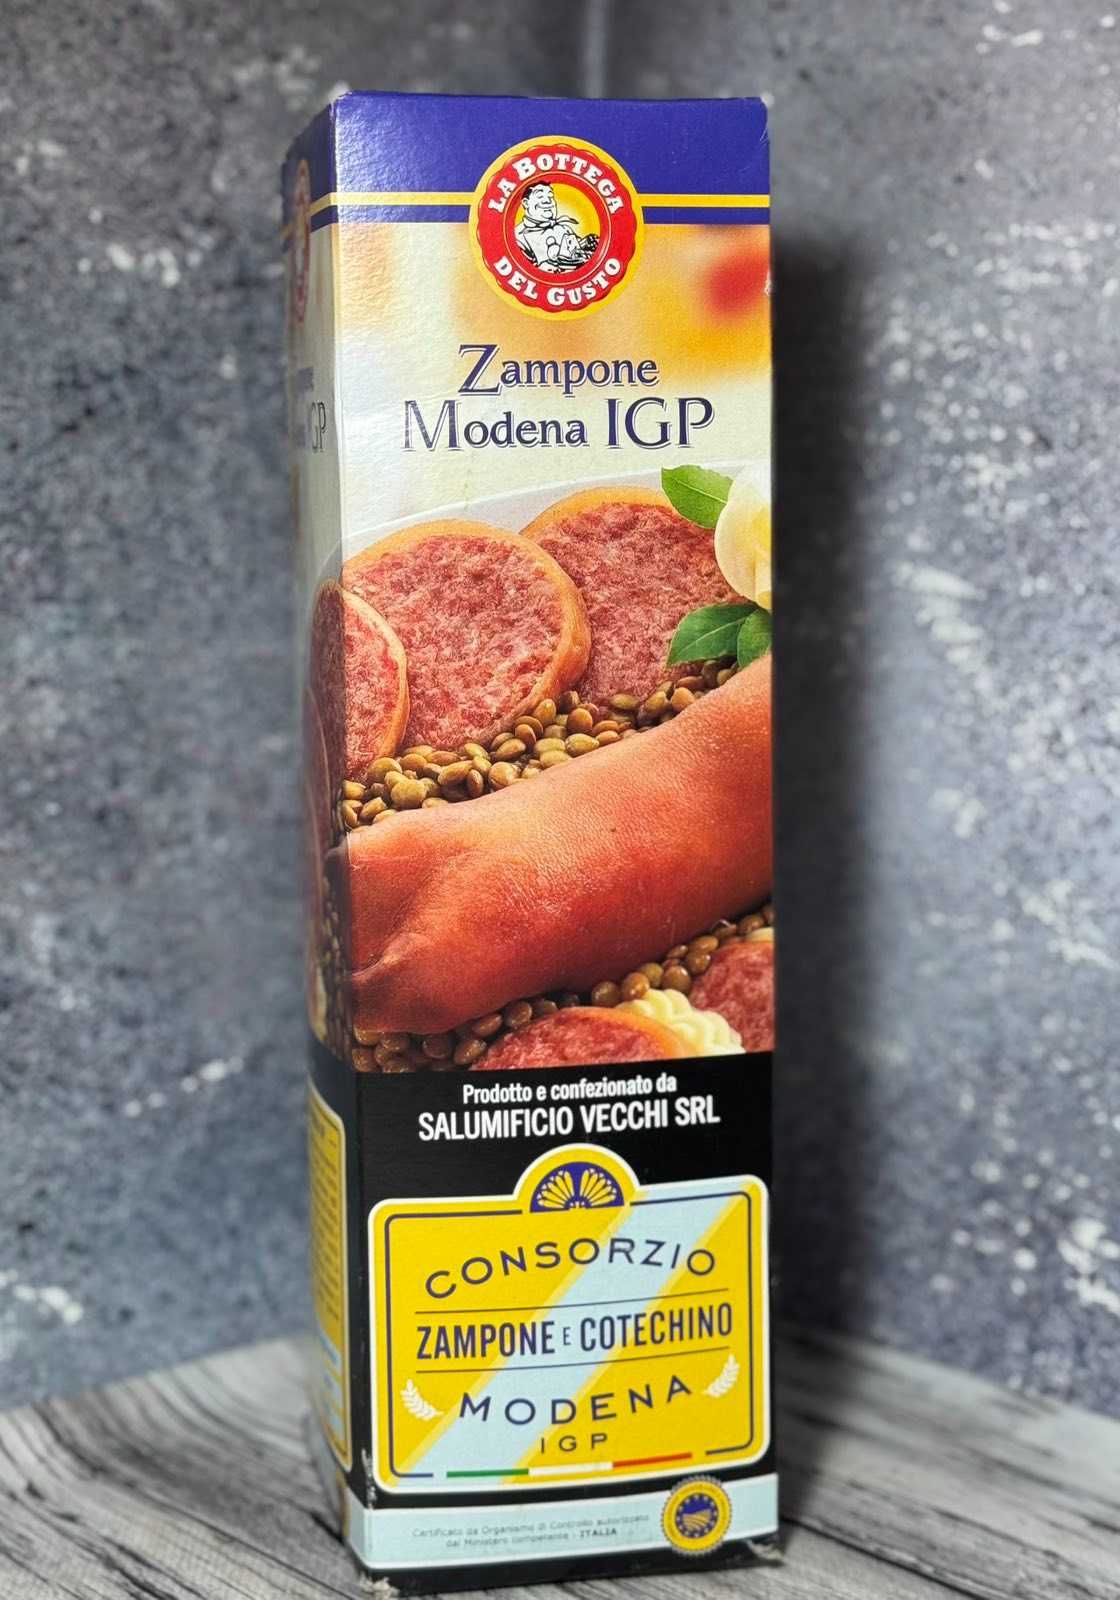 LA BOTTEGA
DEL GUSTO
Zampone
Modena IGP
Prodotto e confezionato da
SALUMIFICIO VECCHI SRL
CONSORZIO
ZAMPONE E COTECHINO
MODENA
IGP
Certificato da Organismo di Controllo autorizzato
dal Ministero competente - ITALIA